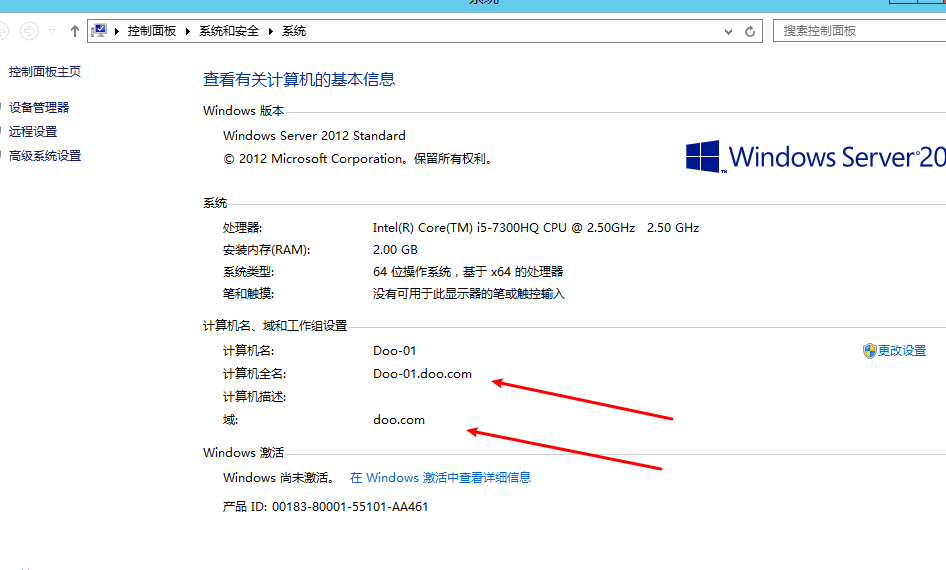 控制面板 系统和安全 系统
搜索控制面板
控制面板主页
设备管理器
远程设置
高级系统设置
查看有关计算机的基本信息
Windows 版本
Windows Server 2012 Standard
© 2012 Microsoft Corporation。保留所有权利。
Windows Server 20
系统
处理器: Intel(R) Core(TM) i5-7300HQ CPU @ 2.50GHz 2.50 GHz
安装内存(RAM): 2.00 GB
系统类型: 64 位操作系统，基于 x64 的处理器
笔和触摸: 没有可用于此显示器的笔或触控输入
计算机名、域和工作组设置
计算机名: Doo-01 更改设置
计算机全名: Doo-01.doo.com
计算机描述:
域: doo.com
Windows 激活
Windows 尚未激活。 在 Windows 激活中查看详细信息
产品 ID: 00183-80001-55101-AA461